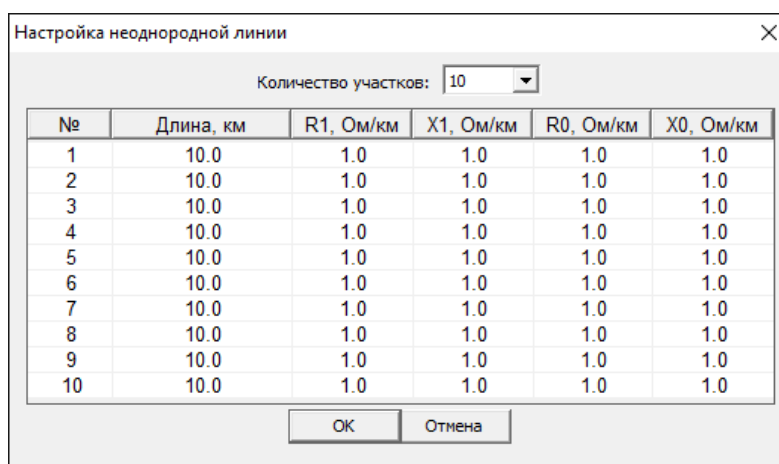 Настройка неоднородной линии
Количество участков: 10
№ Длина, км R1, Ом/км X1, Ом/км R0, Ом/км X0, Ом/км
1 10.0 1.0 1.0 1.0 1.0
2 10.0 1.0 1.0 1.0 1.0
3 10.0 1.0 1.0 1.0 1.0
4 10.0 1.0 1.0 1.0 1.0
5 10.0 1.0 1.0 1.0 1.0
6 10.0 1.0 1.0 1.0 1.0
7 10.0 1.0 1.0 1.0 1.0
8 10.0 1.0 1.0 1.0 1.0
9 10.0 1.0 1.0 1.0 1.0
10 10.0 1.0 1.0 1.0 1.0
OK Отмена